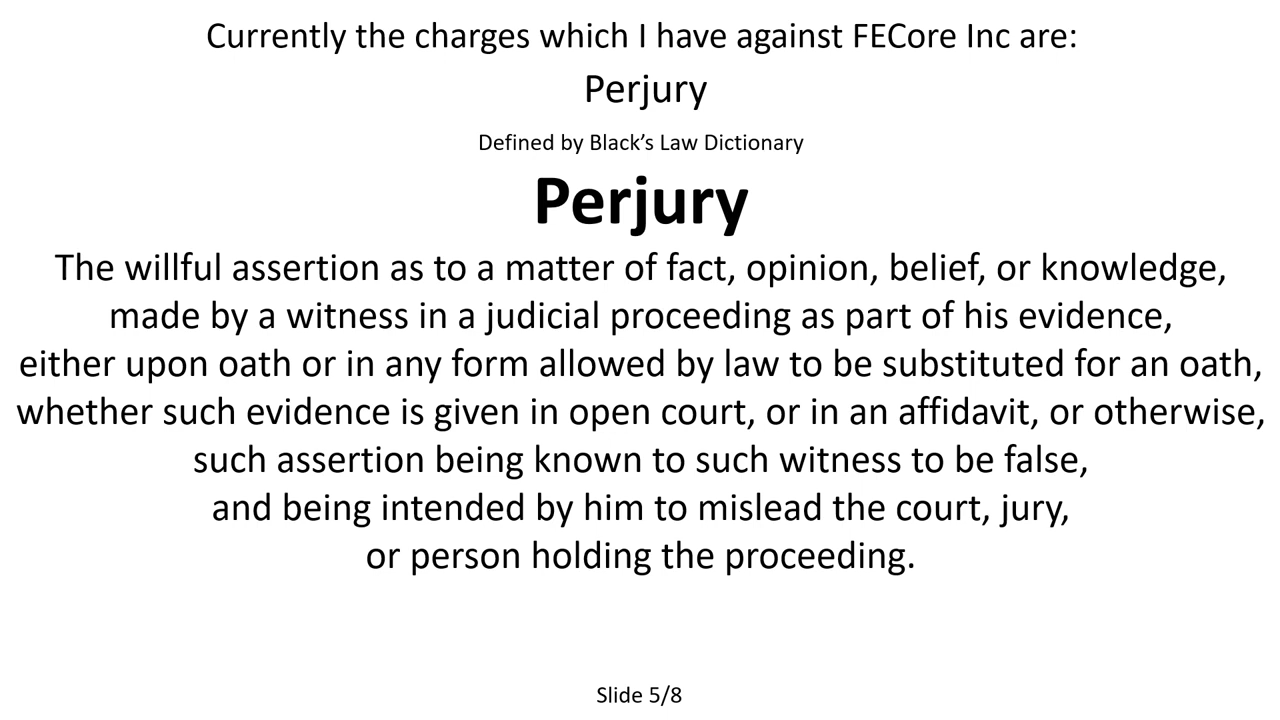 Currently the charges which I have against FECore Inc are:
Perjury
Defined by Black’s Law Dictionary
Perjury
The willful assertion as to a matter of fact, opinion, belief, or knowledge,
made by a witness in a judicial proceeding as part of his evidence,
either upon oath or in any form allowed by law to be substituted for an oath,
whether such evidence is given in open court, or in an affidavit, or otherwise,
such assertion being known to such witness to be false,
and being intended by him to mislead the court, jury,
or person holding the proceeding.
Slide 5/8